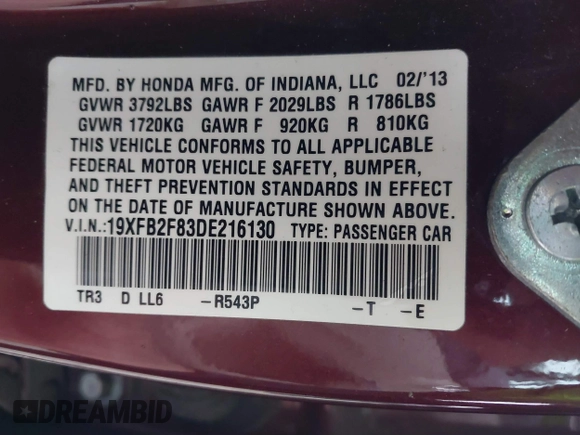 MFD. BY HONDA MFG. OF INDIANA, LLC 02/'13
GVWR 3792LBS GAWR F 2029LBS R 1786LBS
GVWR 1720KG GAWR F 920KG R 810KG
THIS VEHICLE CONFORMS TO ALL APPLICABLE
FEDERAL MOTOR VEHICLE SAFETY, BUMPER,
AND THEFT PREVENTION STANDARDS IN EFFECT
ON THE DATE OF MANUFACTURE SHOWN ABOVE.
V.I.N.:19XFB2F83DE216130 TYPE: PASSENGER CAR
TR3 D LL6 -R543P -T -E
DREAMBID